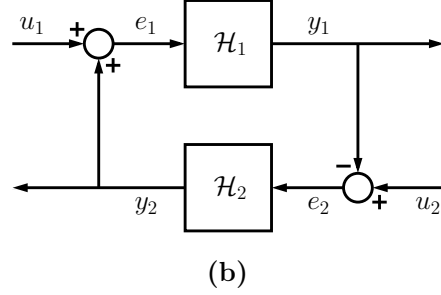 u₁ + e₁ ℋ₁ y₁
+
−
y₂ ℋ₂ e₂ + u₂
(b)